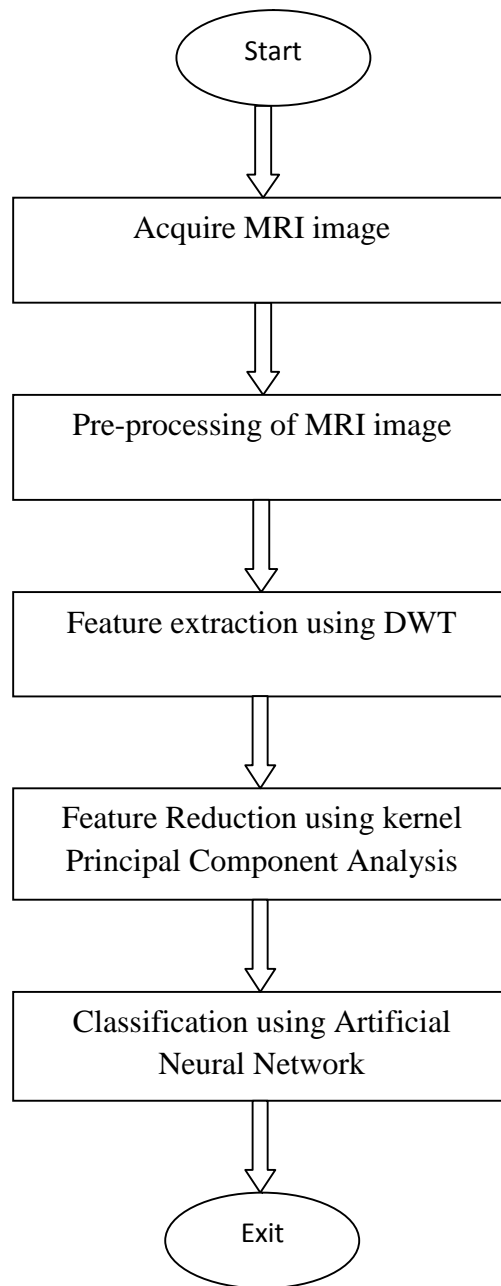 Start
Acquire MRI image
Pre-processing of MRI image
Feature extraction using DWT
Feature Reduction using kernel
Principal Component Analysis
Classification using Artificial
Neural Network
Exit